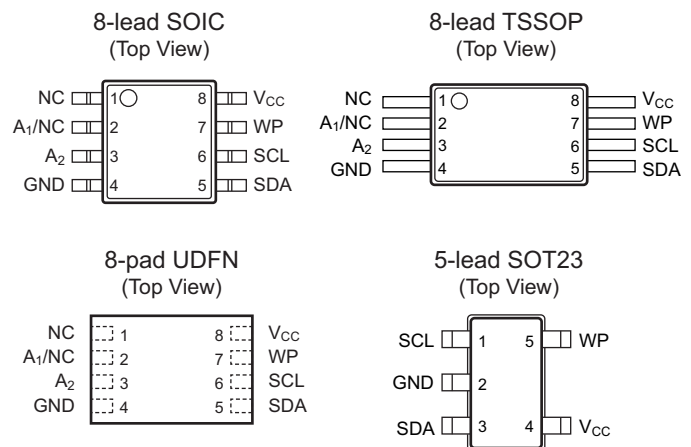 8-lead SOIC
(Top View)
NC 1 8 VCC
A1/NC 2 7 WP
A2 3 6 SCL
GND 4 5 SDA
8-lead TSSOP
(Top View)
NC 1 8 VCC
A1/NC 2 7 WP
A2 3 6 SCL
GND 4 5 SDA
8-pad UDFN
(Top View)
NC 1 8 VCC
A1/NC 2 7 WP
A2 3 6 SCL
GND 4 5 SDA
5-lead SOT23
(Top View)
SCL 1 5 WP
GND 2
SDA 3 4 VCC